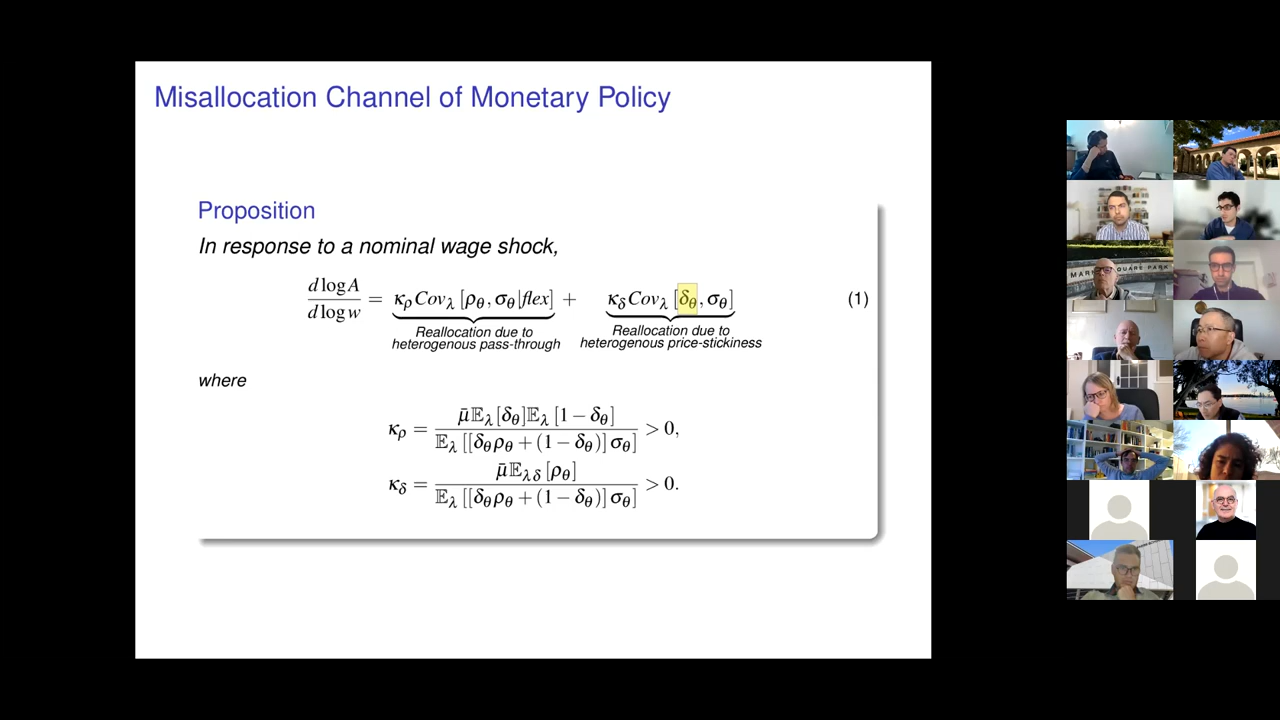 Misallocation Channel of Monetary Policy
Proposition
In response to a nominal wage shock,
d log A / d log w = κ_ρ Cov_λ [ρ_θ, σ_θ|flex] + κ_δ Cov_λ [δ_θ, σ_θ] (1)
Reallocation due to heterogenous pass-through
Reallocation due to heterogenous price-stickiness
where
κ_ρ = μ̄ 𝔼_λ [δ_θ] 𝔼_λ [1 − δ_θ] / 𝔼_λ [[δ_θ ρ_θ + (1 − δ_θ)] σ_θ] > 0,
κ_δ = μ̄ 𝔼_λδ [ρ_θ] / 𝔼_λ [[δ_θ ρ_θ + (1 − δ_θ)] σ_θ] > 0.
SQUARE PARK